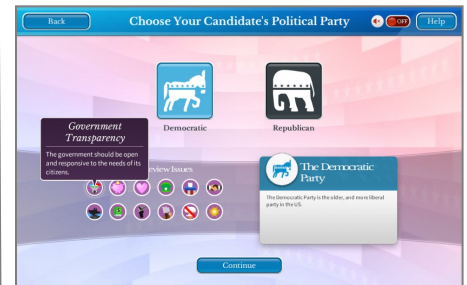 Back
Choose Your Candidate's Political Party
OFF
Help
Democratic
Republican
Government
Transparency
The government should be open
and responsive to the needs of its
citizens.
view Issues
The Democratic
Party
The Democratic Party is the older, and more liberal
party in the US.
Continue